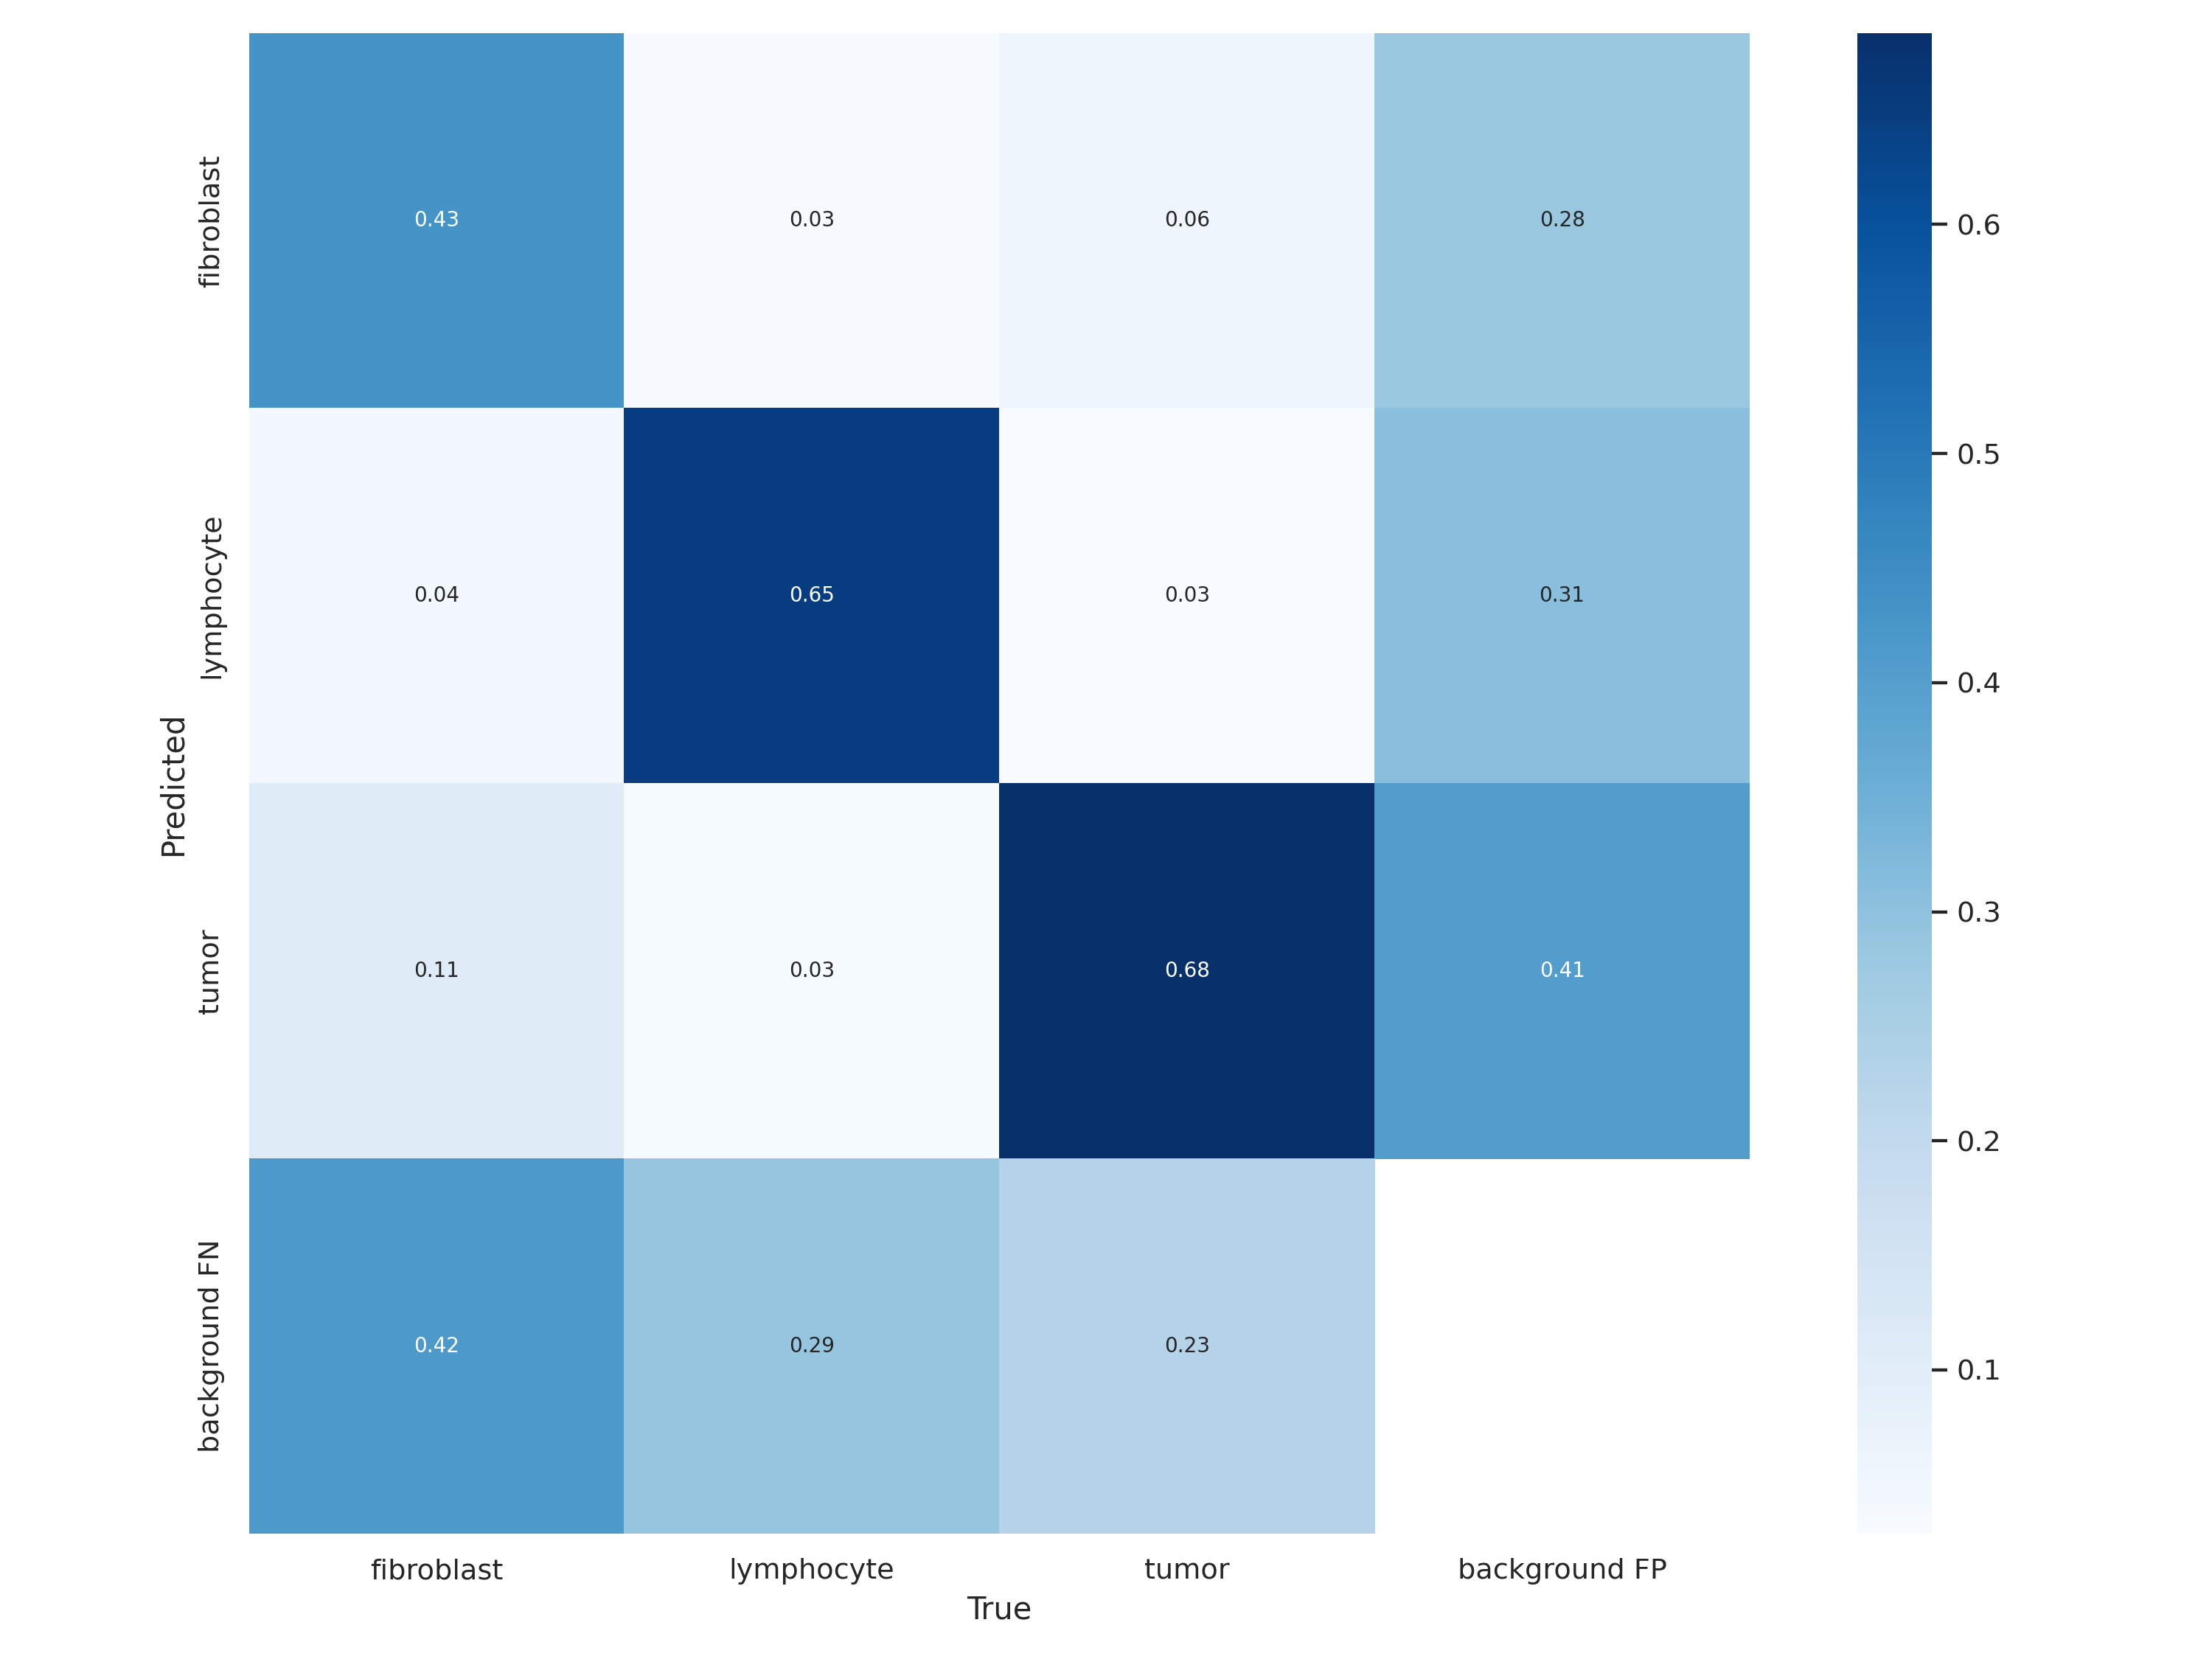 fibroblast
0.43 0.03 0.06 0.28
lymphocyte
0.04 0.65 0.03 0.31
tumor
0.11 0.03 0.68 0.41
background FN
0.42 0.29 0.23
Predicted
fibroblast lymphocyte tumor background FP
True
0.6
0.5
0.4
0.3
0.2
0.1